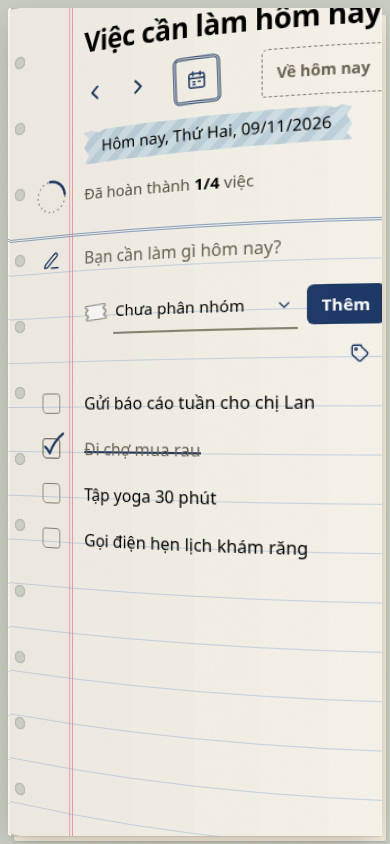 Việc cần làm hôm nay
Về hôm nay
Hôm nay, Thứ Hai, 09/11/2026
Đã hoàn thành 1/4 việc
Bạn cần làm gì hôm nay?
Chưa phân nhóm
Thêm
Gửi báo cáo tuần cho chị Lan
Đi chợ mua rau
Tập yoga 30 phút
Gọi điện hẹn lịch khám răng